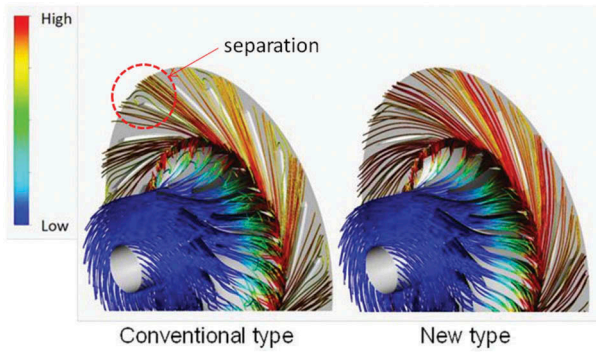 High
separation
Low
Conventional type
New type